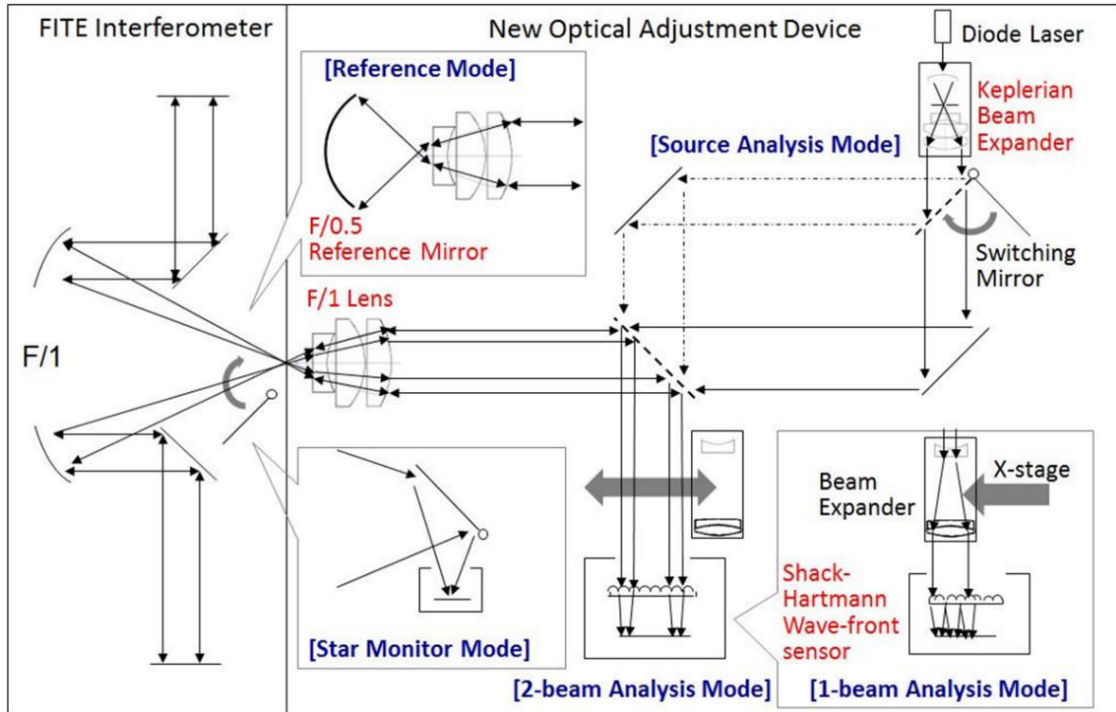 FITE Interferometer
New Optical Adjustment Device
Diode Laser
[Reference Mode]
Keplerian
Beam
Expander
[Source Analysis Mode]
F/0.5
Reference Mirror
Switching
Mirror
F/1 Lens
F/1
Beam
Expander
X-stage
Shack-
Hartmann
Wave-front
sensor
[Star Monitor Mode]
[2-beam Analysis Mode]
[1-beam Analysis Mode]